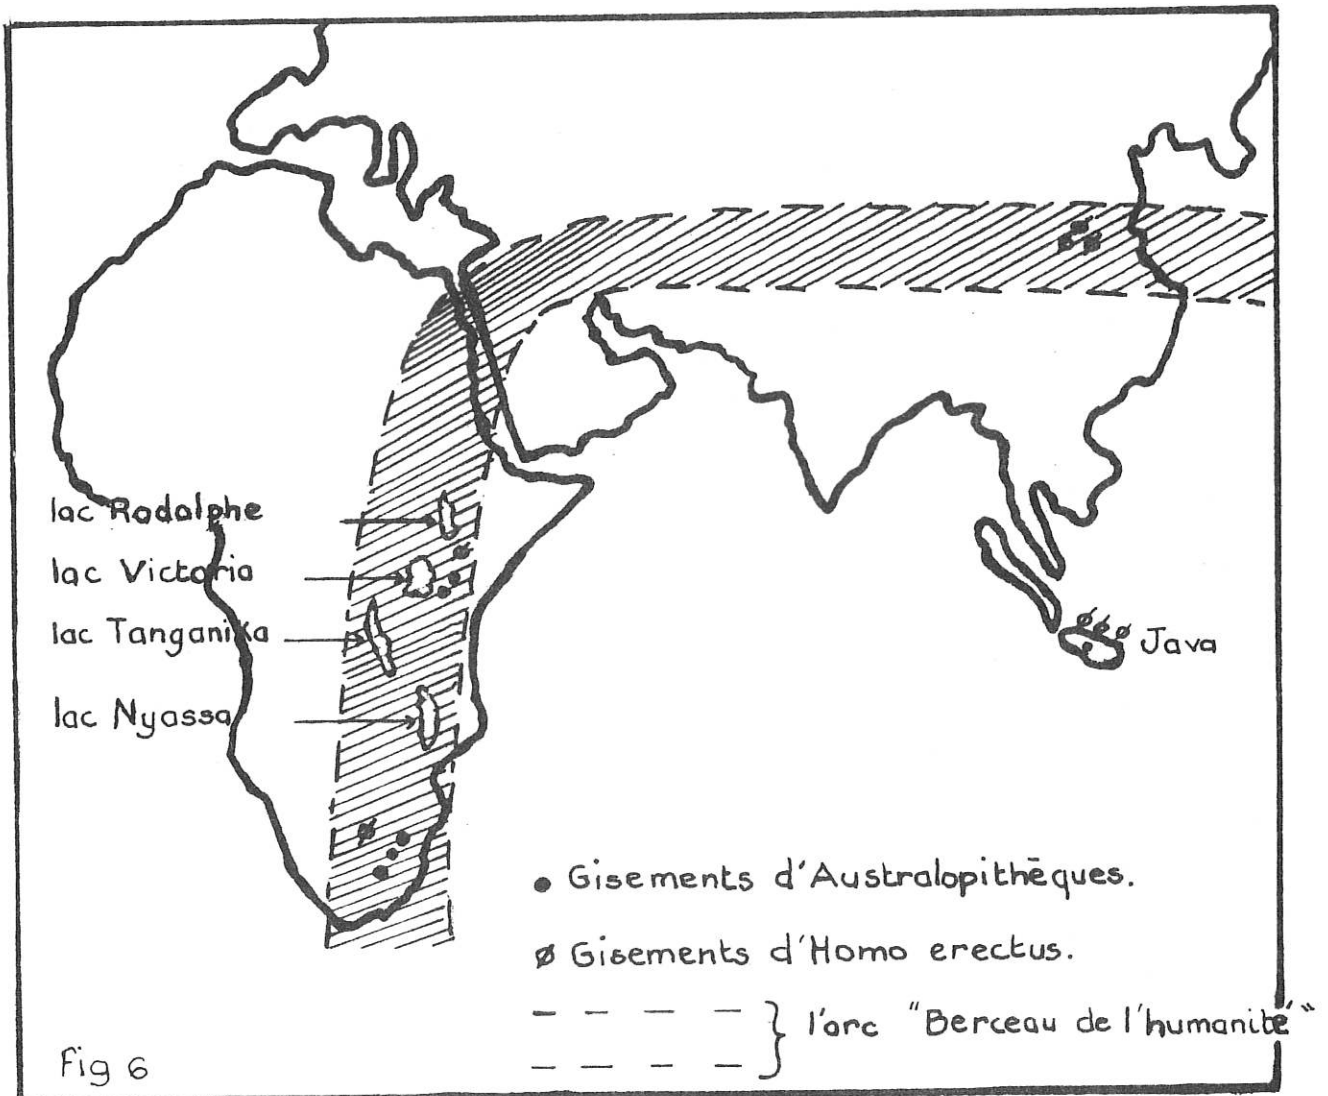 lac Rodolphe
lac Victoria
lac Tanganika
lac Nyassa
Java
Gisements d'Australopithēques.
Gisements d'Homo erectus.
l'arc "Berceau de l'humanité"
Fig 6